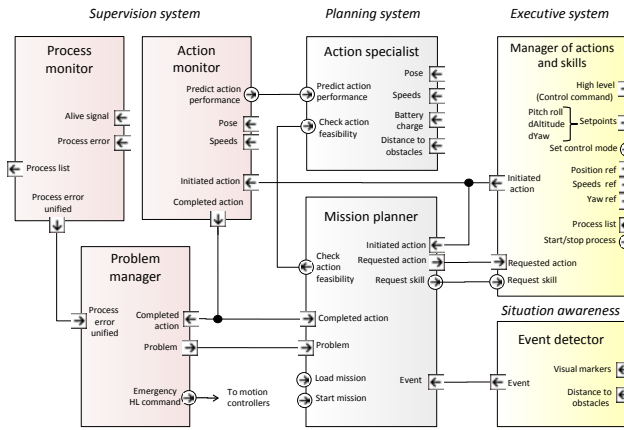 Supervision system
Planning system
Executive system
Process
monitor
Alive signal
Process error
Process list
Process error
unified
Action
monitor
Predict action
performance
Pose
Speeds
Initiated action
Completed action
Action specialist
Predict action
performance
Check action
feasibility
Pose
Speeds
Battery
charge
Distance to
obstacles
Manager of actions
and skills
High level
(Control command)
Pitch roll
dAltitude
dYaw
Setpoints
Set control mode
Initiated
action
Position ref
Speeds ref
Yaw ref
Process list
Start/stop process
Requested action
Request skill
Problem
manager
Process
error
unified
Completed
action
Problem
Emergency
HL command
To motion
controllers
Mission planner
Initiated action
Check
action
feasibility
Requested action
Request skill
Completed action
Problem
Load mission
Start mission
Event
Situation awareness
Event detector
Visual markers
Event
Distance to
obstacles